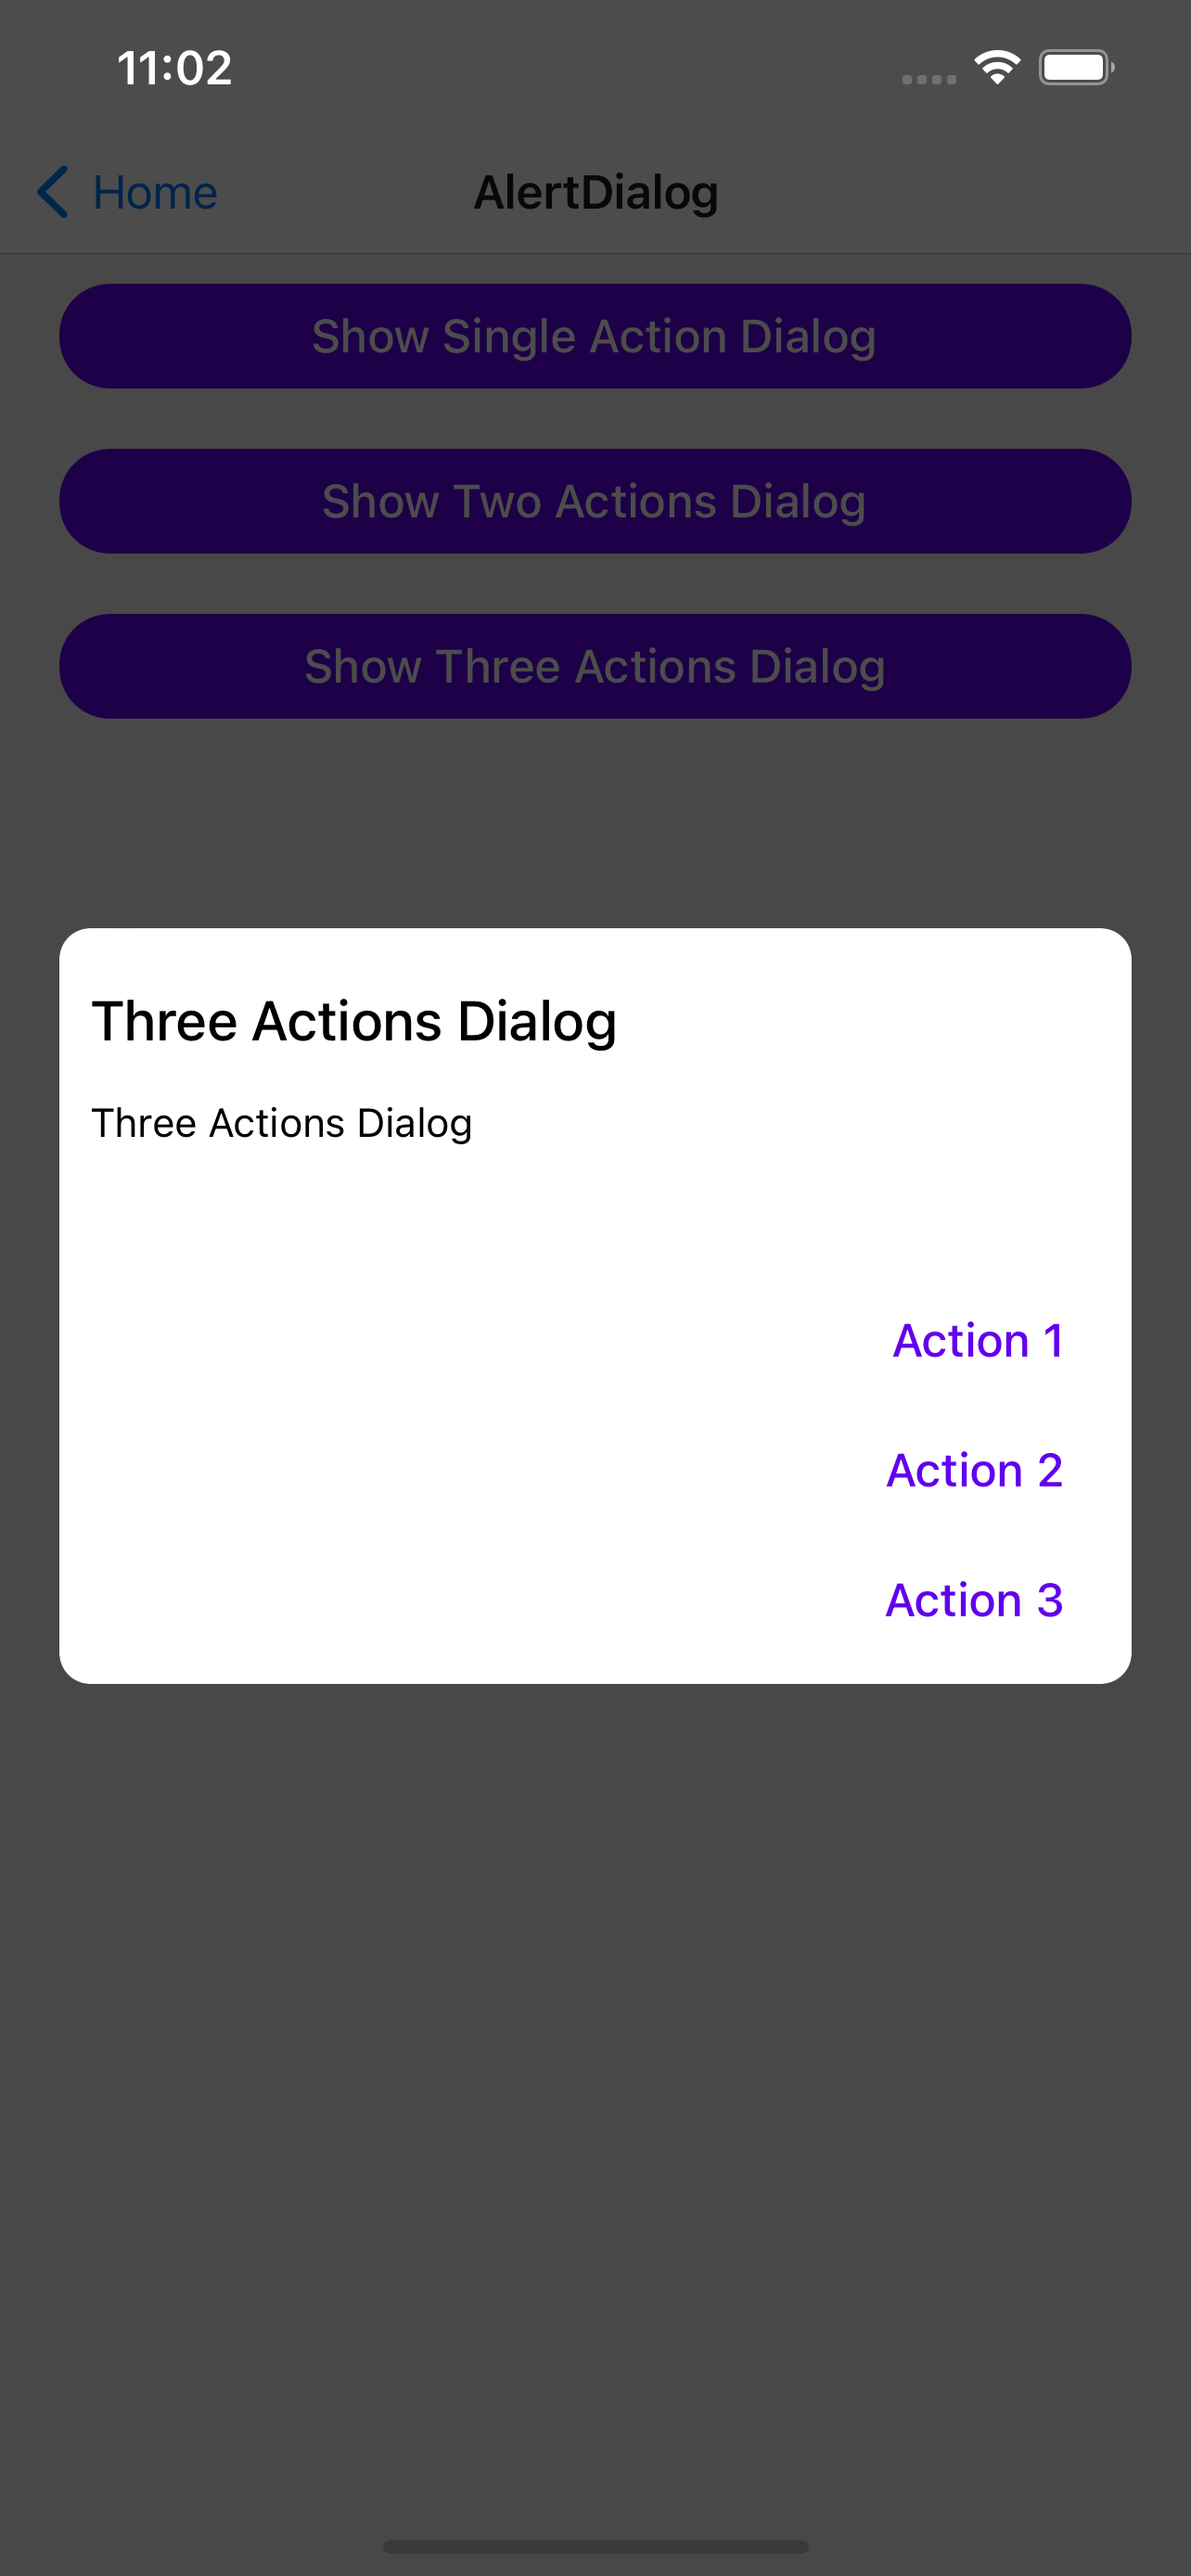 11:02
Home
AlertDialog
Show Single Action Dialog
Show Two Actions Dialog
Show Three Actions Dialog
Three Actions Dialog
Three Actions Dialog
Action 1
Action 2
Action 3